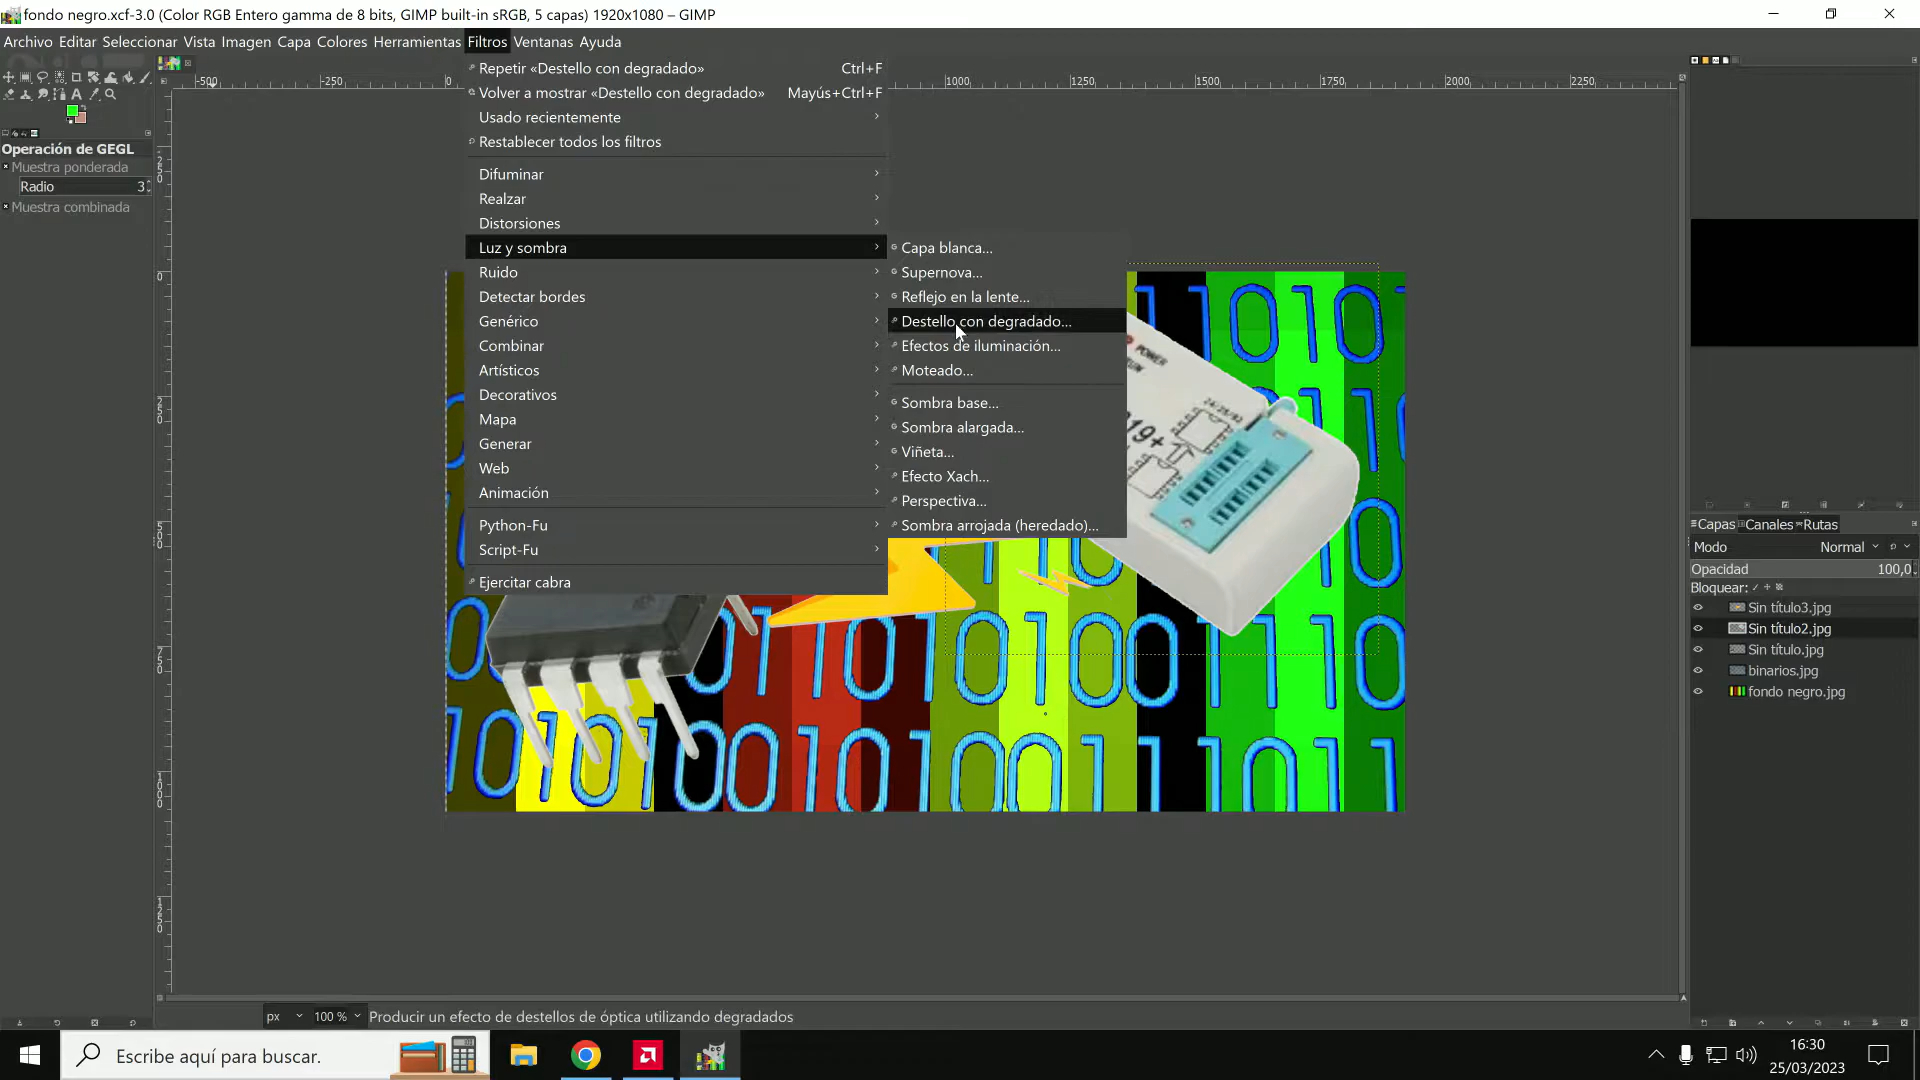 fondo negro.xcf-3.0 (Color RGB Entero gamma de 8 bits, GIMP built-in sRGB, 5 capas) 1920x1080 – GIMP
Archivo Editar Seleccionar Vista Imagen Capa Colores Herramientas Filtros Ventanas Ayuda
Repetir «Destello con degradado» Ctrl+F
Volver a mostrar «Destello con degradado» Mayús+Ctrl+F
Usado recientemente
Restablecer todos los filtros
Difuminar
Realzar
Distorsiones
Luz y sombra
Ruido
Detectar bordes
Genérico
Combinar
Artísticos
Decorativos
Mapa
Generar
Web
Animación
Python-Fu
Script-Fu
Ejercitar cabra
Capa blanca...
Supernova...
Reflejo en la lente...
Destello con degradado...
Efectos de iluminación...
Moteado...
Sombra base...
Sombra alargada...
Viñeta...
Efecto Xach...
Perspectiva...
Sombra arrojada (heredado)...
-500 -250 0 1000 1250 1500 1750 2000 2250
Operación de GEGL
Muestra ponderada
Radio 3
Muestra combinada
POWER
19+
Capas Canales Rutas
Modo Normal
Opacidad 100,0
Bloquear:
Sin título3.jpg
Sin título2.jpg
Sin título.jpg
binarios.jpg
fondo negro.jpg
px 100 % Producir un efecto de destellos de óptica utilizando degradados
Escribe aquí para buscar.
16:30
25/03/2023